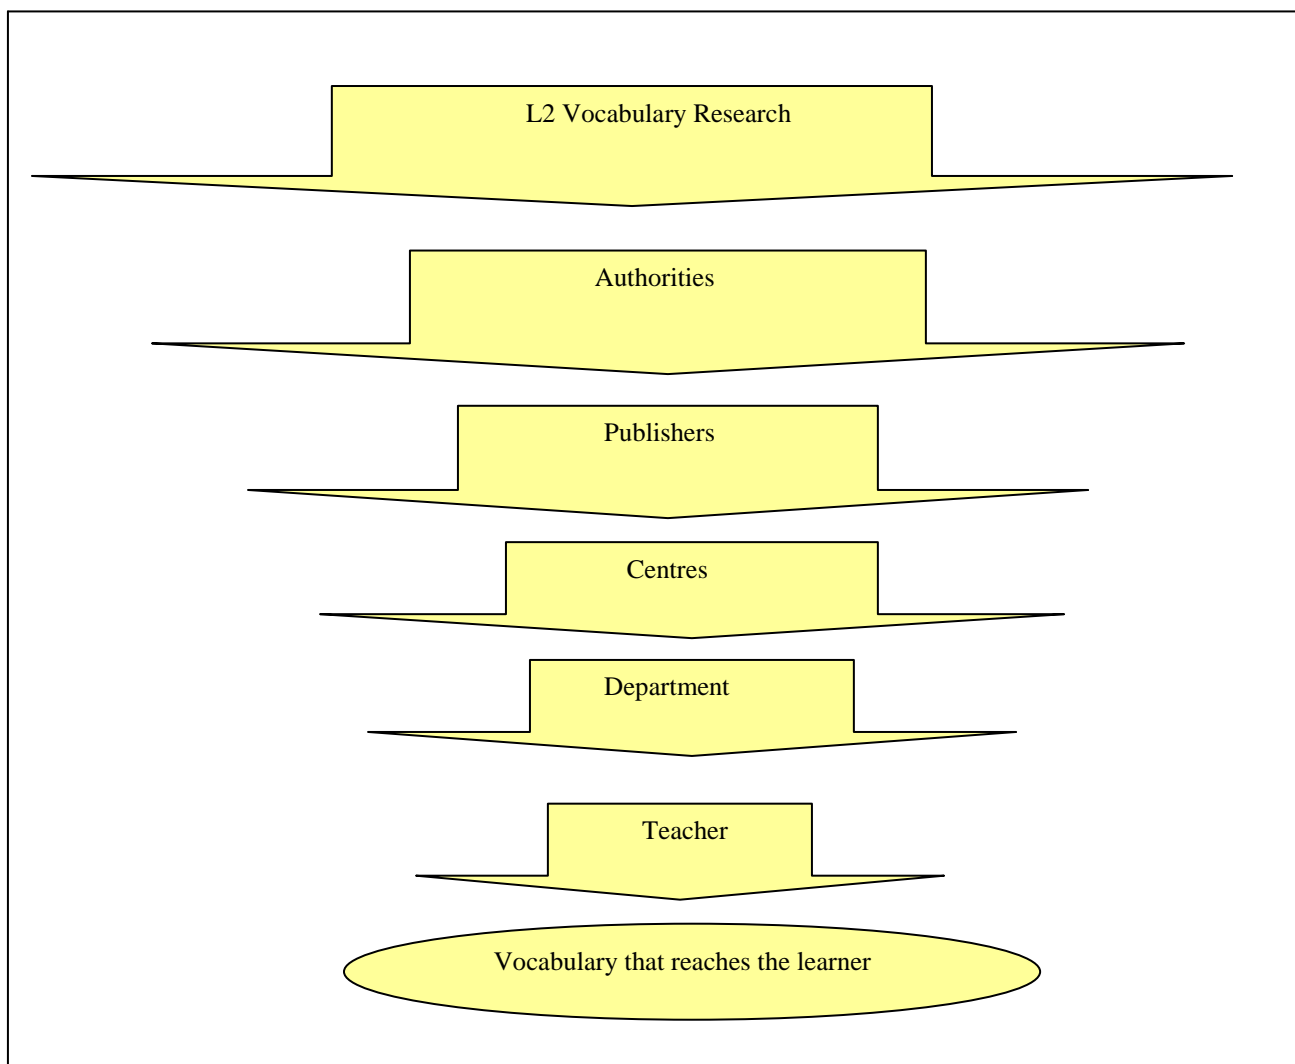 L2 Vocabulary Research
Authorities
Publishers
Centres
Department
Teacher
Vocabulary that reaches the learner